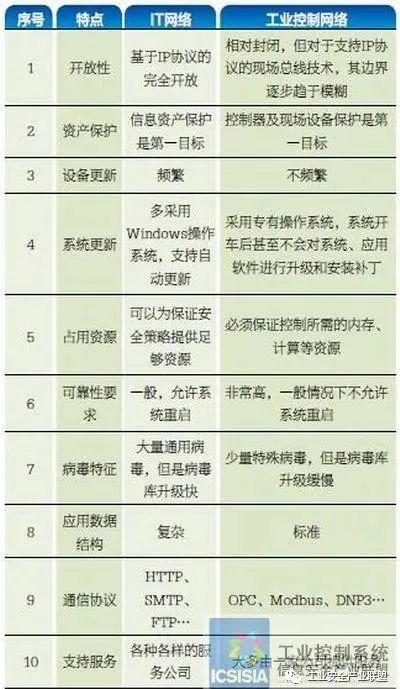 序号 特点 IT网络 工业控制网络
1 开放性 基于IP协议的 相对封闭，但对于支持IP协
完全开放 议的现场总线技术，其边界
逐步趋于模糊
2 资产保护 信息资产保护 控制器及现场设备保护是第
是第一目标 一目标
3 设备更新 频繁 不频繁
4 系统更新 多采用 采用专有操作系统，系统开
Windows操作 车后甚至不会对系统、应用
系统，支持自 软件进行升级和安装补丁
动更新
5 占用资源 可以为保证安 必须保证控制所需的内存、
全策略提供足 计算等资源
够资源
6 可靠性要 一般，允许系 非常高，一般情况下不允许
求 统重启 系统重启
7 病毒特征 大量通用病 少量特殊病毒，但是病毒库
毒，但是病毒 升级缓慢
库升级快
8 应用数据 复杂 标准
结构
9 通信协议 HTTP、 OPC、Modbus、DNP3…
SMTP、
FTP…
10 支持服务 各种各样的服 大多由
务公司
ICSISIA 工业控制系统
工业安全产业联盟